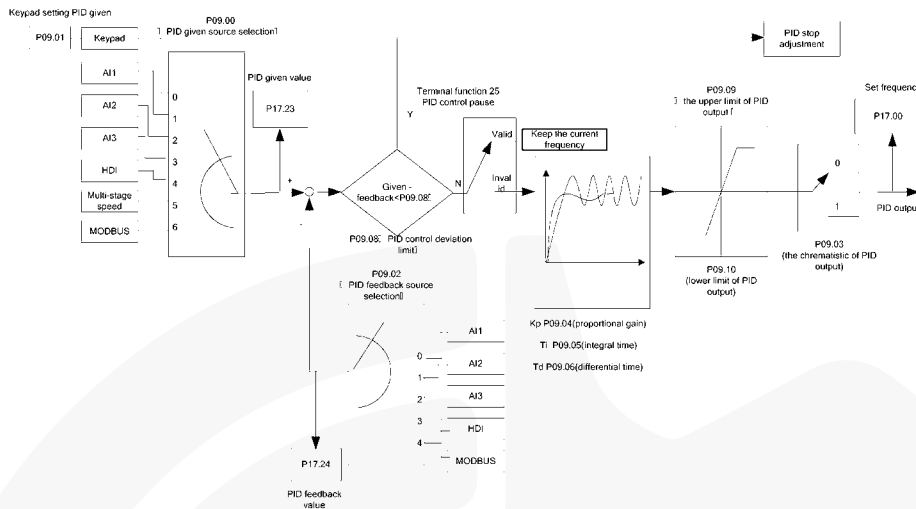 Keypad setting PID given
P09.01
Keypad
P09.00
[ PID given source selection]
AI1
AI2
AI3
HDI
Multi-stage
speed
MODBUS
0
1
2
3
4
5
6
PID given value
P17.23
+
-
Given -
feedback<P09.08]
Y
N
P09.08[ PID control deviation
limit]
Terminal function 25
PID control pause
Valid
Inval
id
Keep the current
frequency
PID stop
adjustment
P09.09
[ the upper limit of PID
output [
Set frequenc
P17.00
0
1
PID output
P09.03
(the chrematistic of PID
output)
P09.10
(lower limit of PID
output)
Kp P09.04(proportional gain)
Ti P09.05(integral time)
Td P09.06(differential time)
P09.02
[ PID feedback source
selection]
0
1
2
3
4
AI1
AI2
AI3
HDI
MODBUS
P17.24
PID feedback
value